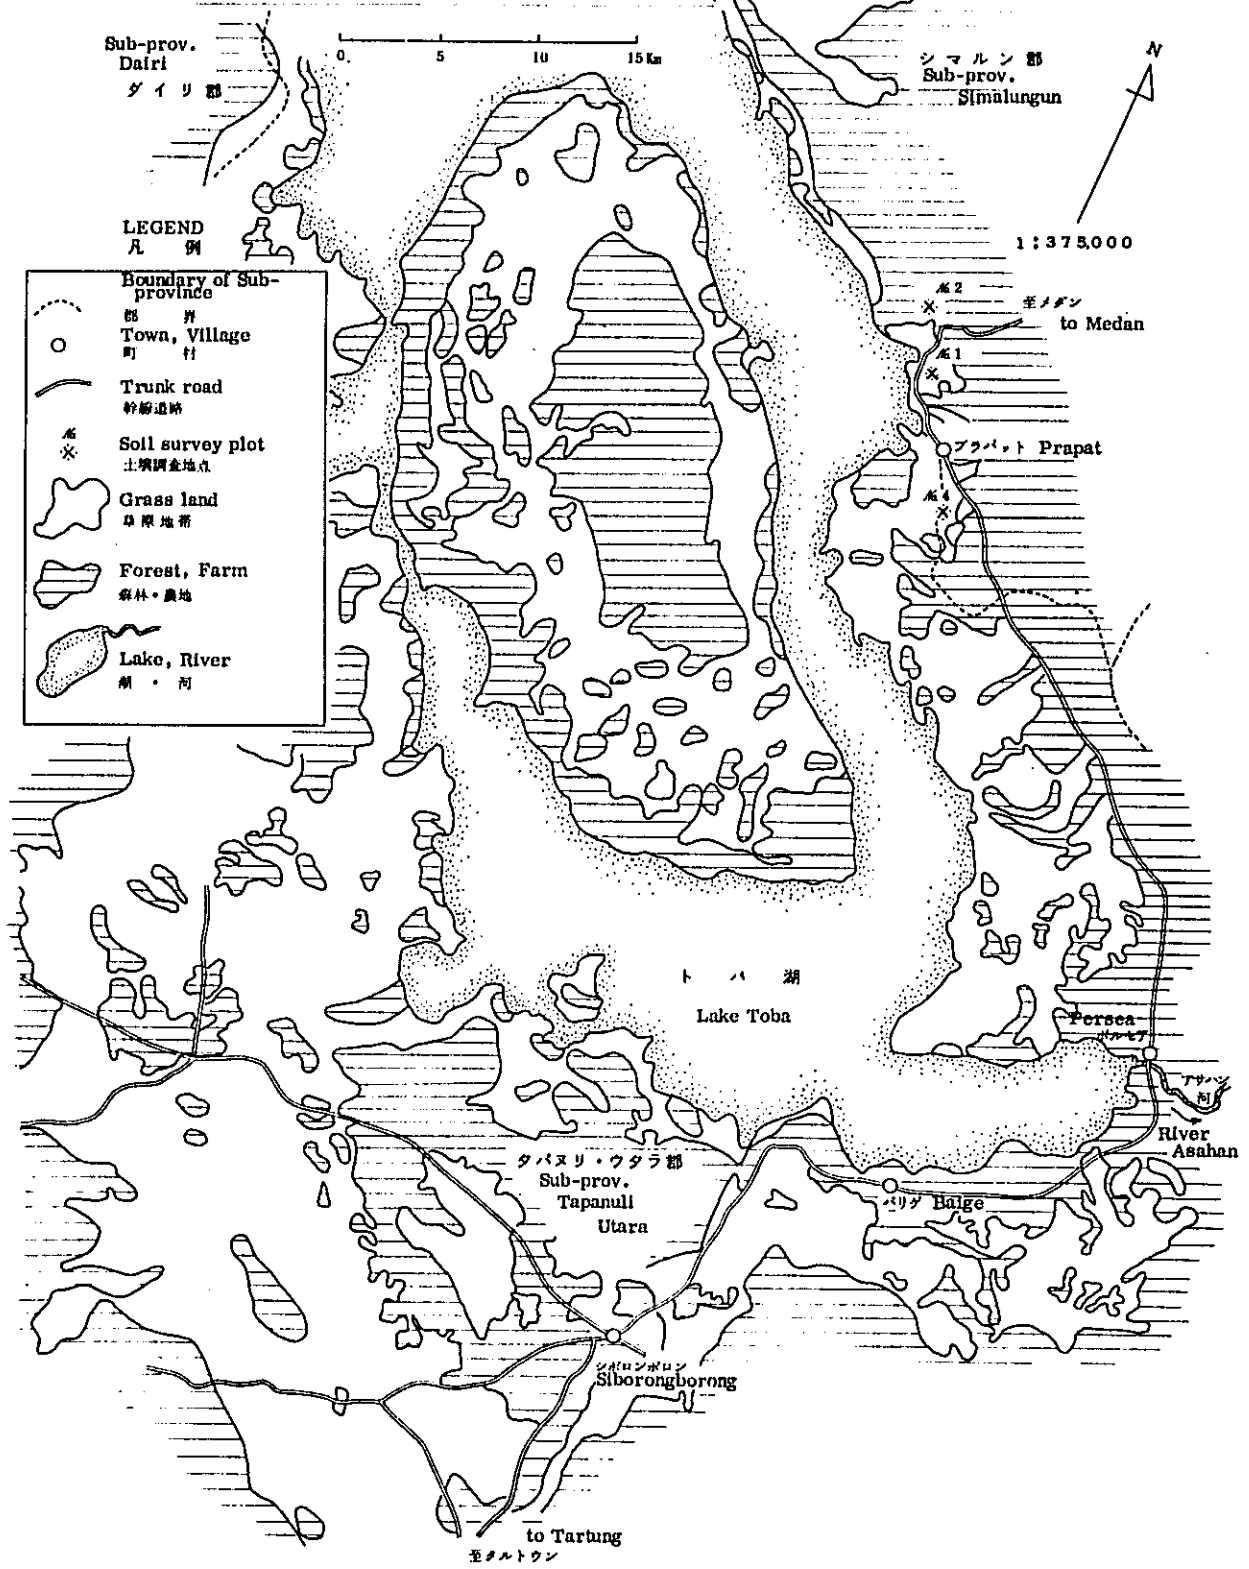 Sub-prov.
Dairi
ダイリ郡
0 5 10 15 Km
シマルン郡
Sub-prov.
Simalungun
N
1:375,000
LEGEND
凡 例
Boundary of Sub-
province
郡 界
Town, Village
町 村
Trunk road
幹線道路
№
Soil survey plot
土壌調査地点
Grass land
草原地帯
Forest, Farm
森林・農地
Lake, River
湖・河
№2
至メダン
to Medan
№1
プラパット Prapat
№4
トバ湖
Lake Toba
Persea
ポルセア
アサハン
河
River
Asahan
タパヌリ・ウタラ郡
Sub-prov.
Tapanuli
Utara
バリゲ Baige
シボロンボロン
Siborongborong
to Tartung
至タルトウン